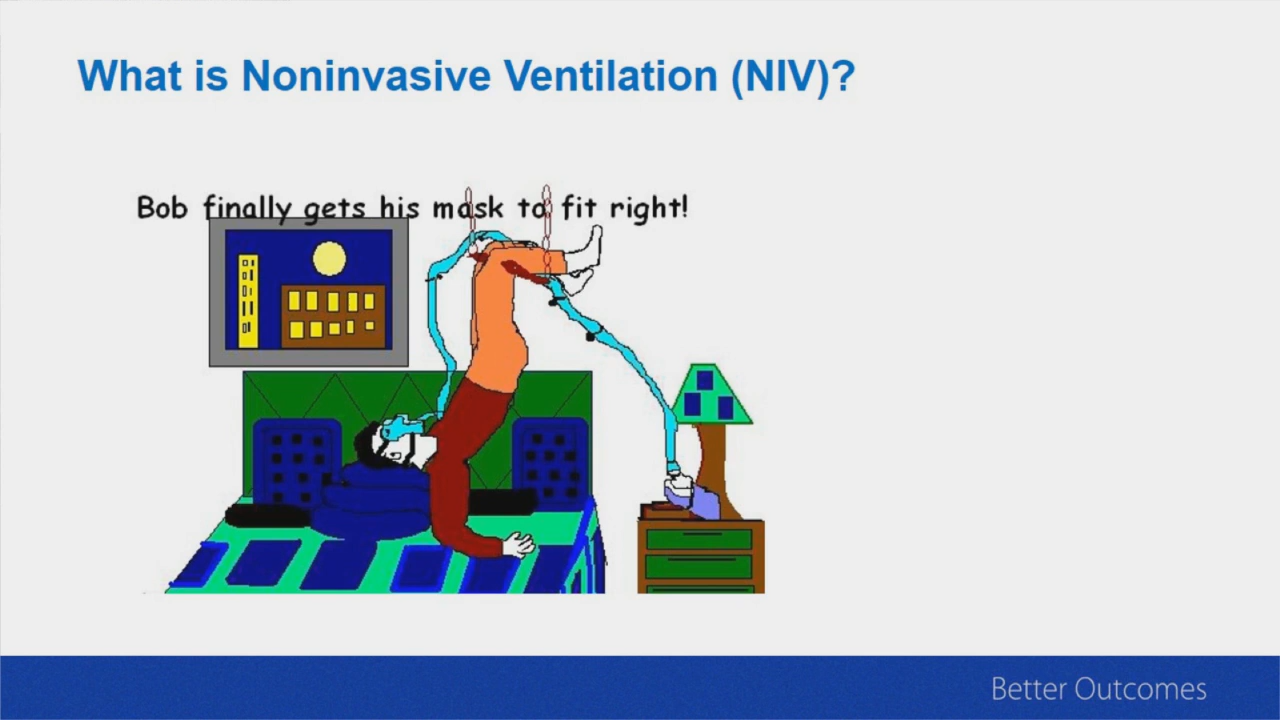 What is Noninvasive Ventilation (NIV)?
Bob finally gets his mask to fit right!
Better Outcomes